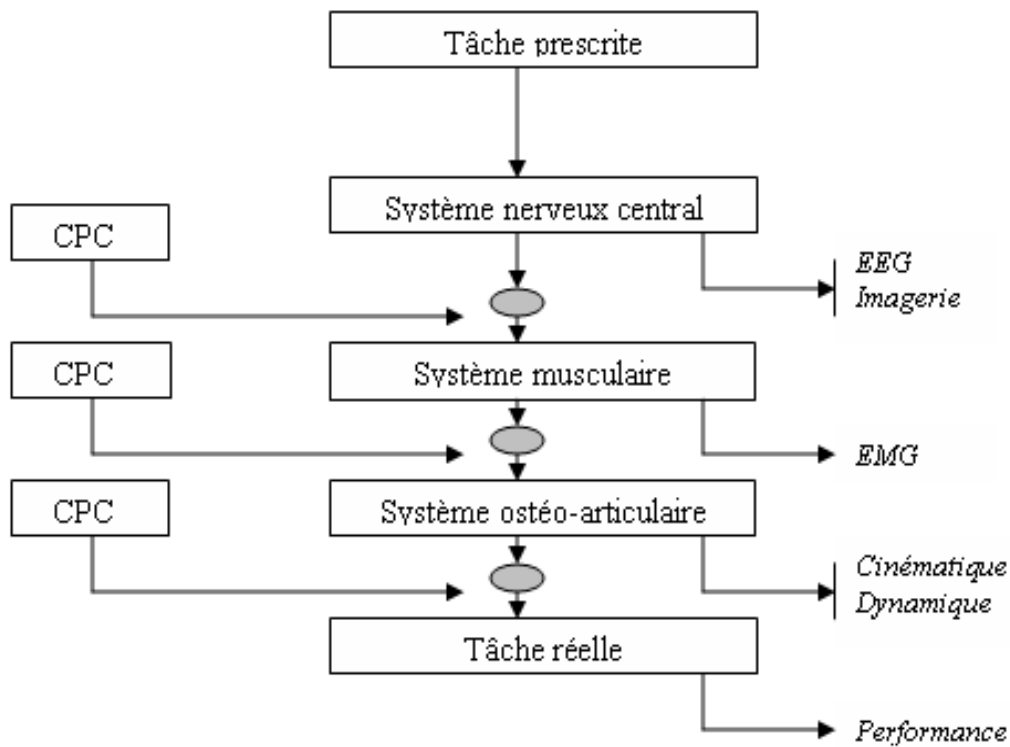 Tâche prescrite
Système nerveux central
CPC
EEG
Imagerie
CPC
Système musculaire
EMG
CPC
Système ostéo-articulaire
Cinématique
Dynamique
Tâche réelle
Performance